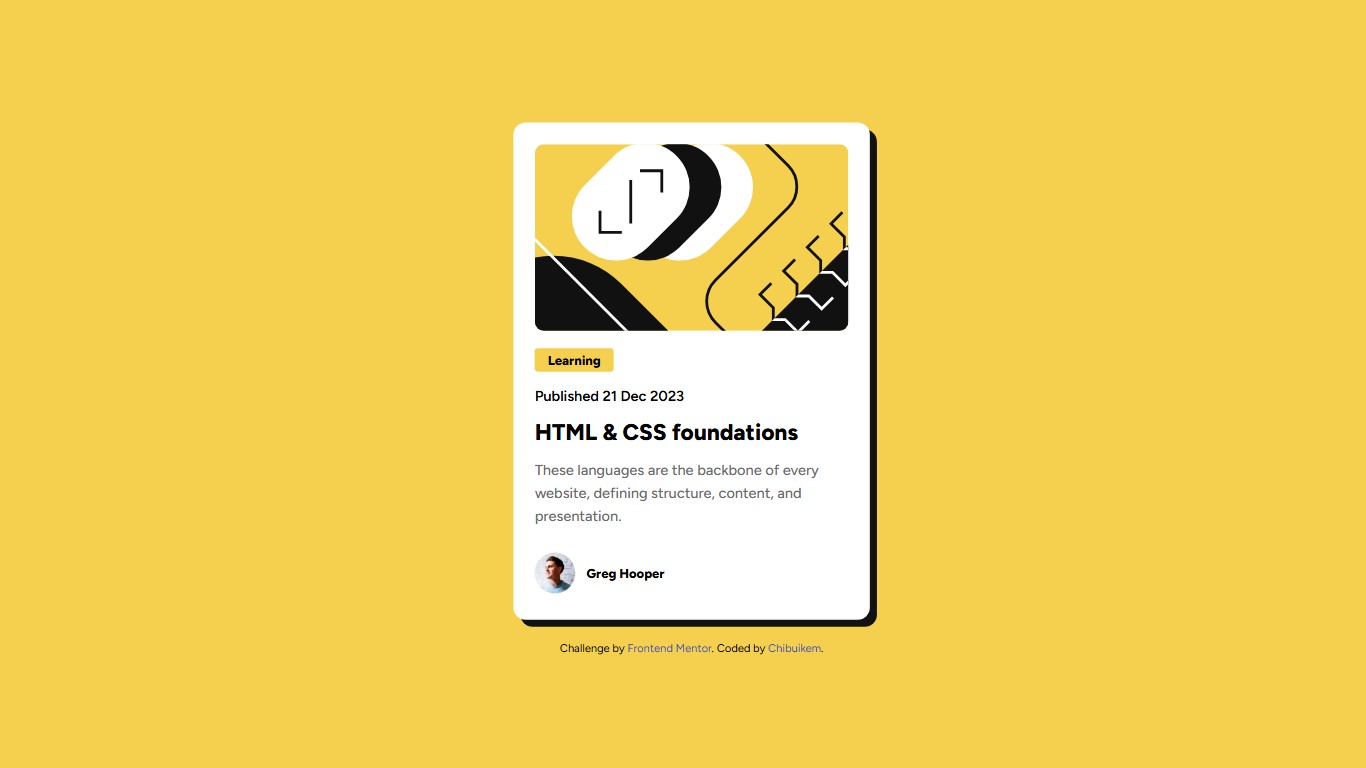 Learning
Published 21 Dec 2023
HTML & CSS foundations
These languages are the backbone of every
website, defining structure, content, and
presentation.
Greg Hooper
Challenge by Frontend Mentor. Coded by Chibuikem.